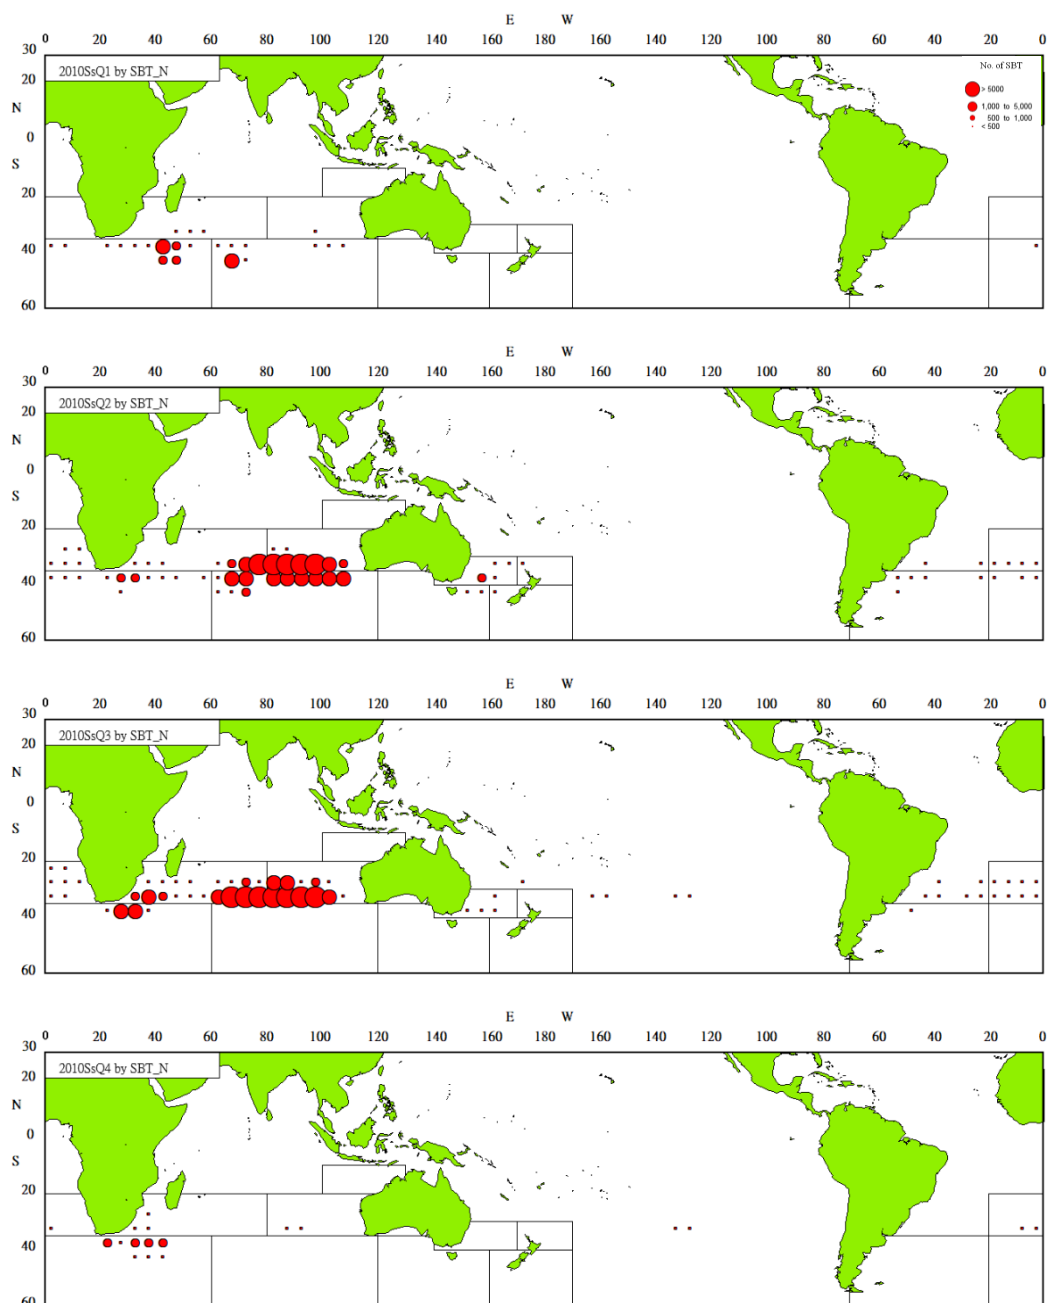 E W
0 20 40 60 80 100 120 140 160 180 160 140 120 100 80 60 40 20 0
30
2010SsQ1 by SBT_N
No. of SBT
20
> 5000
N
1,000 to 5,000
500 to 1,000
< 500
0
S
20
40
60
E W
0 20 40 60 80 100 120 140 160 180 160 140 120 100 80 60 40 20 0
30
2010SsQ2 by SBT_N
20
N
0
S
20
40
60
E W
0 20 40 60 80 100 120 140 160 180 160 140 120 100 80 60 40 20 0
30
2010SsQ3 by SBT_N
20
N
0
S
20
40
60
E W
0 20 40 60 80 100 120 140 160 180 160 140 120 100 80 60 40 20 0
30
2010SsQ4 by SBT_N
20
N
0
S
20
40
60